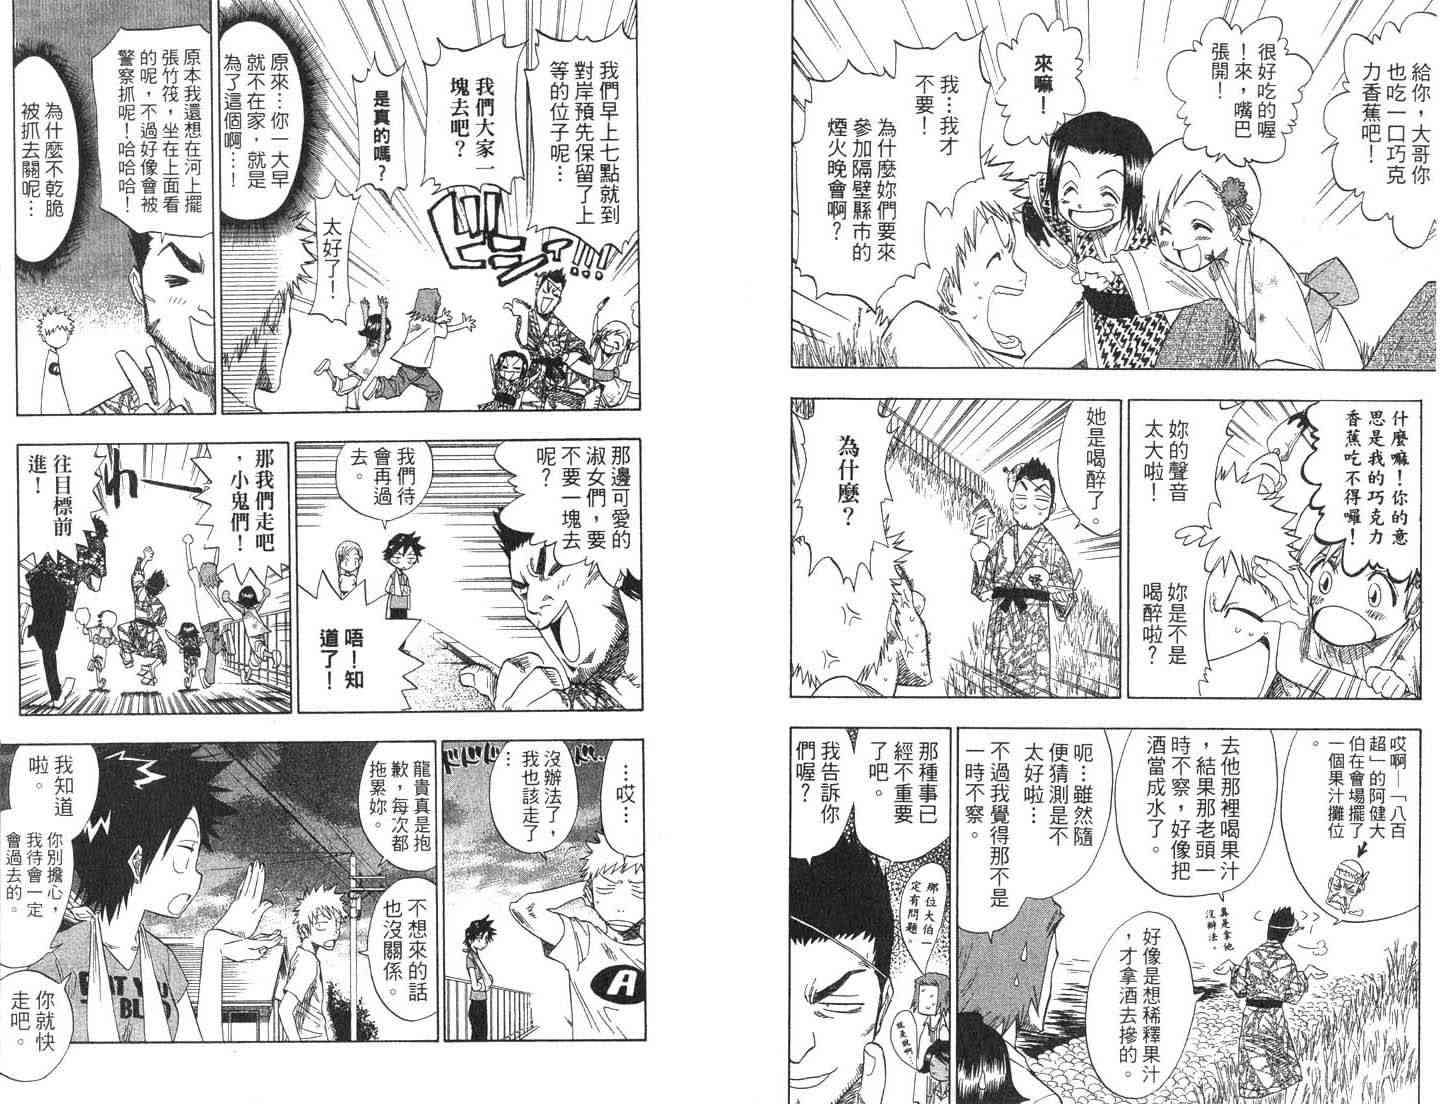 給你，大哥你
也吃一口巧克
力香蕉吧！
很好吃的喔
！來，嘴巴
張開！
來嘛！
我…我才
不要！
為什麼妳們要來
參加隔壁縣市的
煙火晚會啊？
什麼嘛！你的意
思是我的巧克力
香蕉吃不得囉！
妳的聲音
太大啦！
妳是不是
喝醉啦？
她是喝醉了。
為什麼？
哎啊—「八百
超」的阿健大
伯在會場擺了
一個果汁攤位
去他那裡喝果汁
，結果那老頭一
時不察，好像把
酒當成水了。
真是拿他
沒辦法。
好像是想稀釋果汁
，才拿酒去摻的。
呃…雖然隨
便猜測是不
太好啦…
不過我覺得那不是
一時不察。
那種事已
經不重要
了吧。
那位大伯一
定有問題。
就是說啊。
我告訴你
們喔？
我們早上七點就到
對岸預先保留了上
等的位子呢…
我們大家一
塊去吧？
ビシィ!!!
是真的嗎？
太好了！
原來…你一大早
就不在家，就是
為了這個啊…！
原本我還想在河上擺
張竹筏，坐在上面看
的呢，不過好像會被
警察抓呢！哈哈哈！
為什麼不乾脆
被抓去關呢…
那邊可愛的
淑女們，要
不要一塊去
呢？
我們待
會再過
去。
唔！知
道了！
那我們走吧
，小鬼們！
往目標前
進！
…哎…
沒辦法了，
我也該走了
…
龍貴真是抱
歉，每次都
拖累妳。
不想來的話
也沒關係。
我知道
啦。
你別擔心，
我待會一定
會過去的。
你就快
走吧。